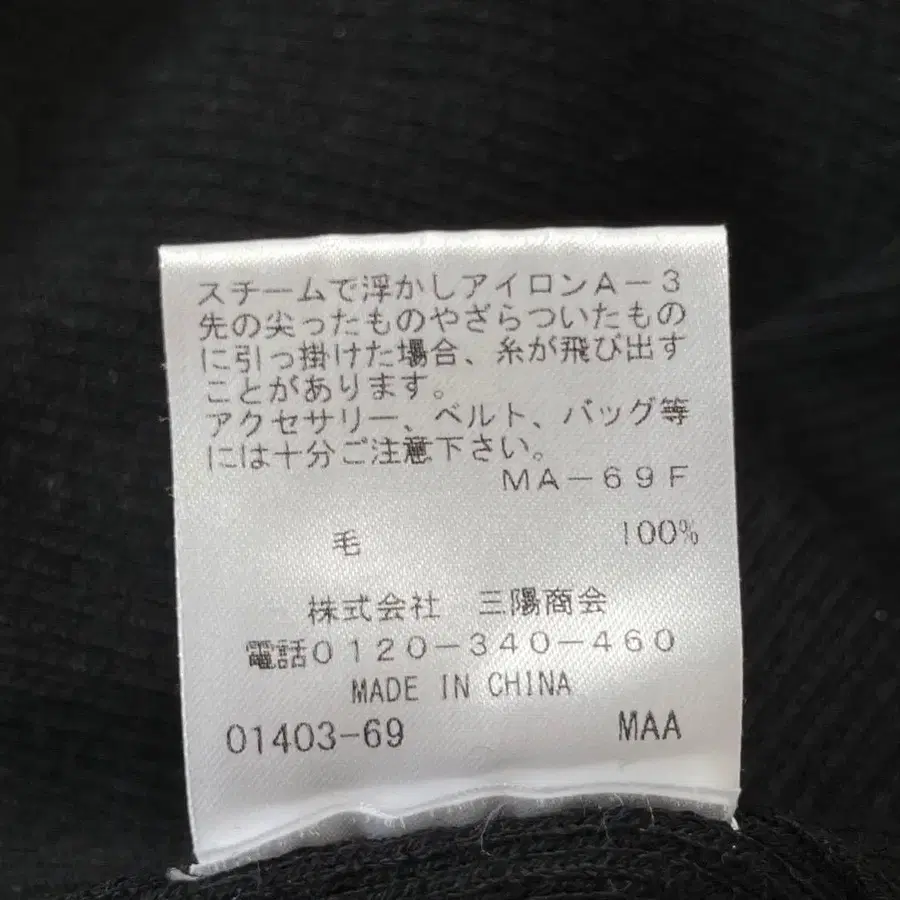 スチームで浮かしアイロンA-3
先の尖ったものやざらついたもの
に引っ掛けた場合、糸が飛び出す
ことがあります。
アクセサリー、ベルト、バッグ等
には十分ご注意下さい。
MA-69F
毛 100%
株式会社 三陽商会
電話0120-340-460
MADE IN CHINA
01403-69 MAA